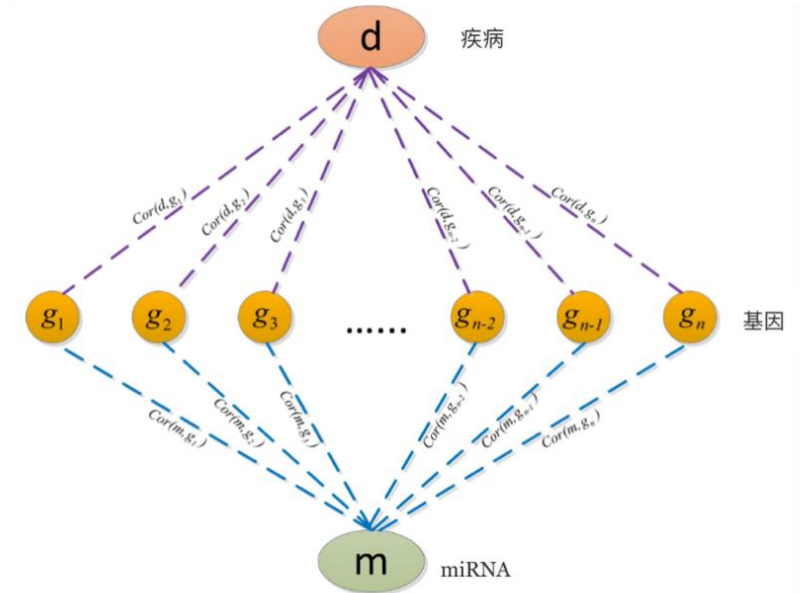 d
疾病
Cor(d,g1)
Cor(d,g2)
Cor(d,g3)
Cor(d,gn-2)
Cor(d,gn-1)
Cor(d,gn)
g1
g2
g3
......
gn-2
gn-1
gn
基因
Cor(m,g1)
Cor(m,g2)
Cor(m,g3)
Cor(m,gn-2)
Cor(m,gn-1)
Cor(m,gn)
m
miRNA